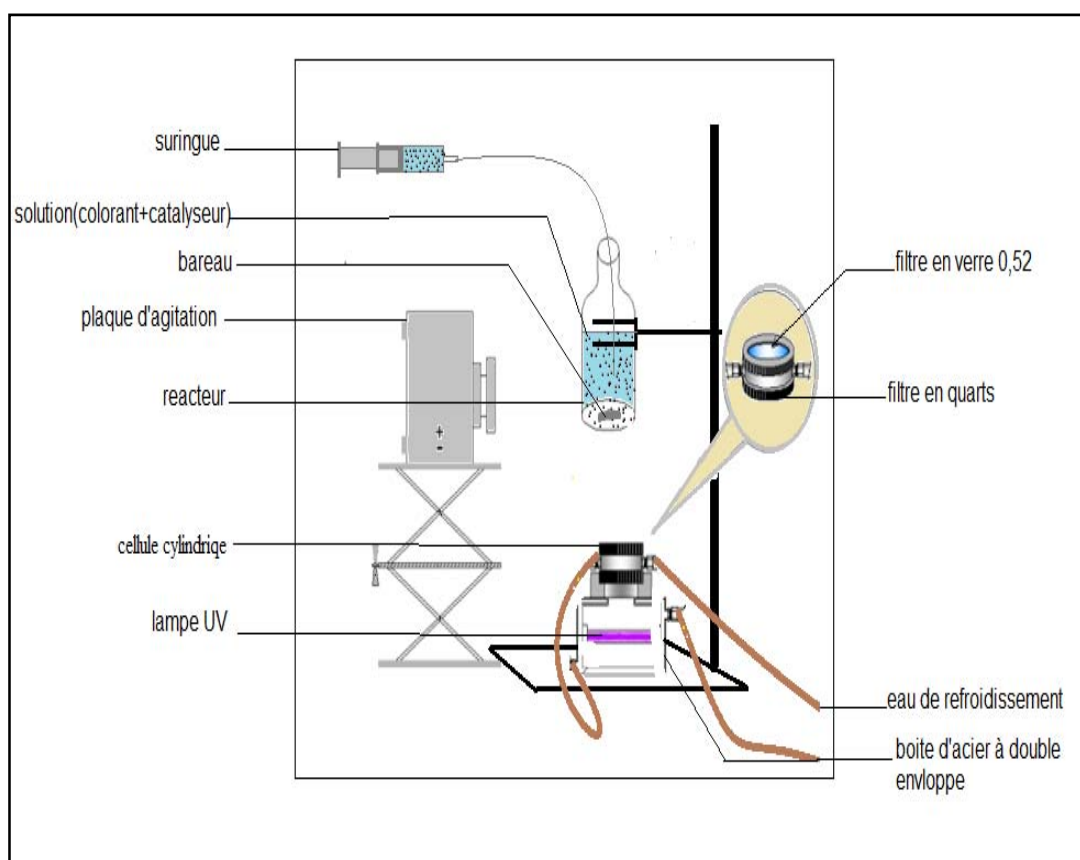 suringue
solution(colorant+catalyseur)
bareau
plaque d'agitation
reacteur
cellule cylindriqe
lampe UV
filtre en verre 0,52
filtre en quarts
eau de refroidissement
boite d'acier à double
envloppe
+
-